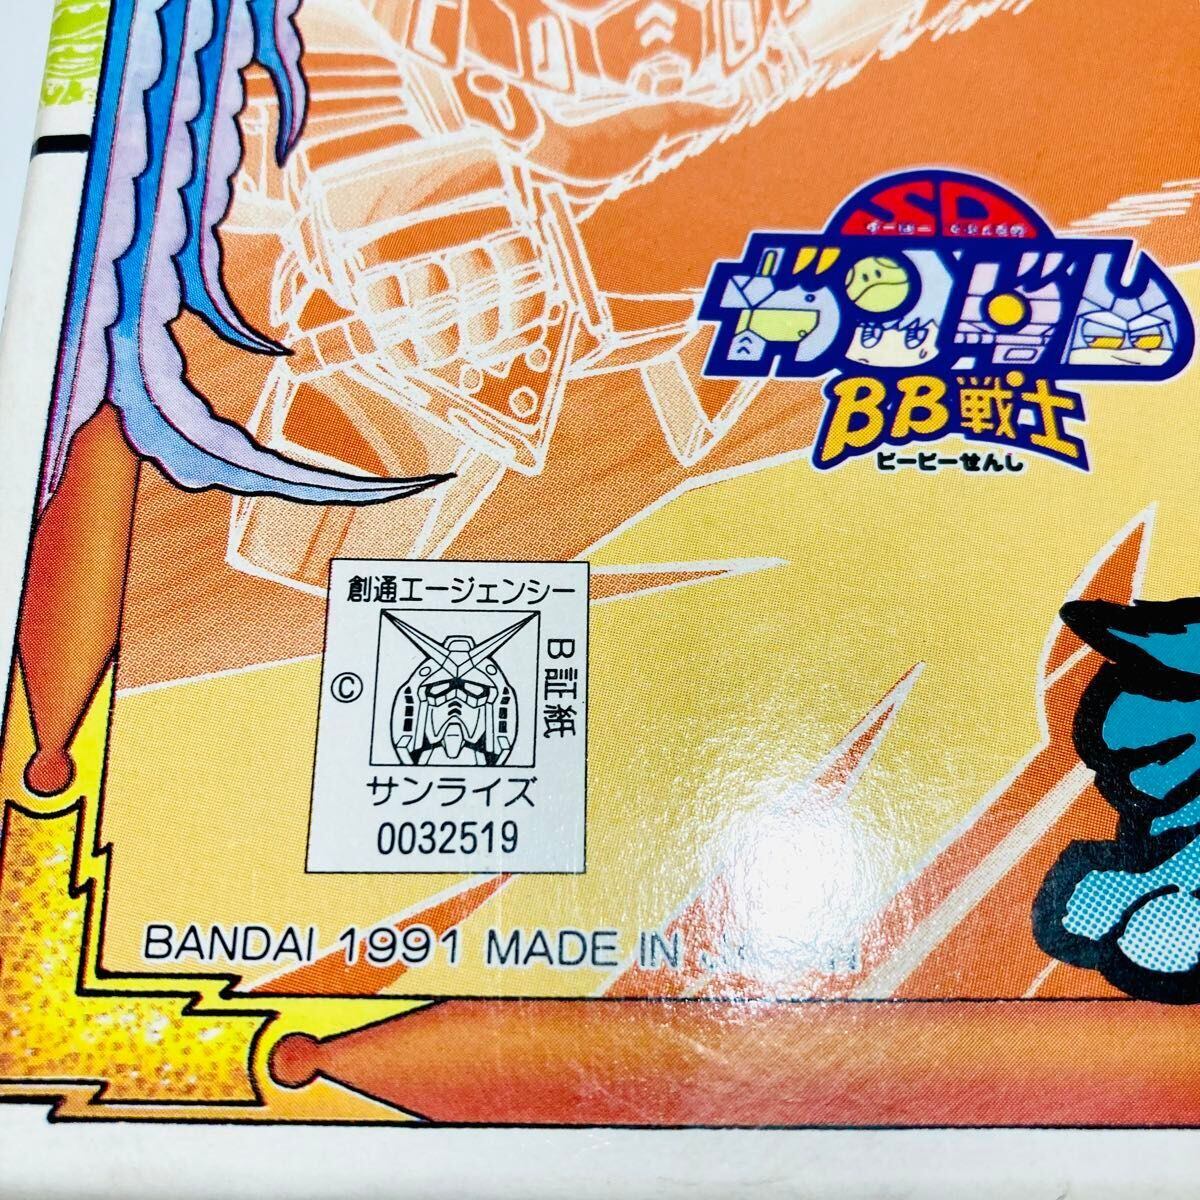 SD
ガンダム
BB戦士
ビービーせんし
創通エージェンシー
©
B証紙
サンライズ
0032519
BANDAI 1991 MADE IN JAPAN